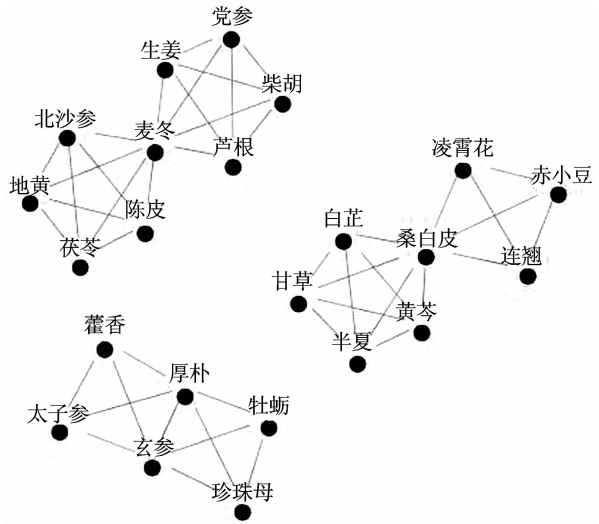 党参
生姜
柴胡
北沙参
麦冬
芦根
地黄
陈皮
茯苓
凌霄花
赤小豆
白芷
桑白皮
连翘
甘草
黄芩
半夏
藿香
厚朴
太子参
牡蛎
玄参
珍珠母